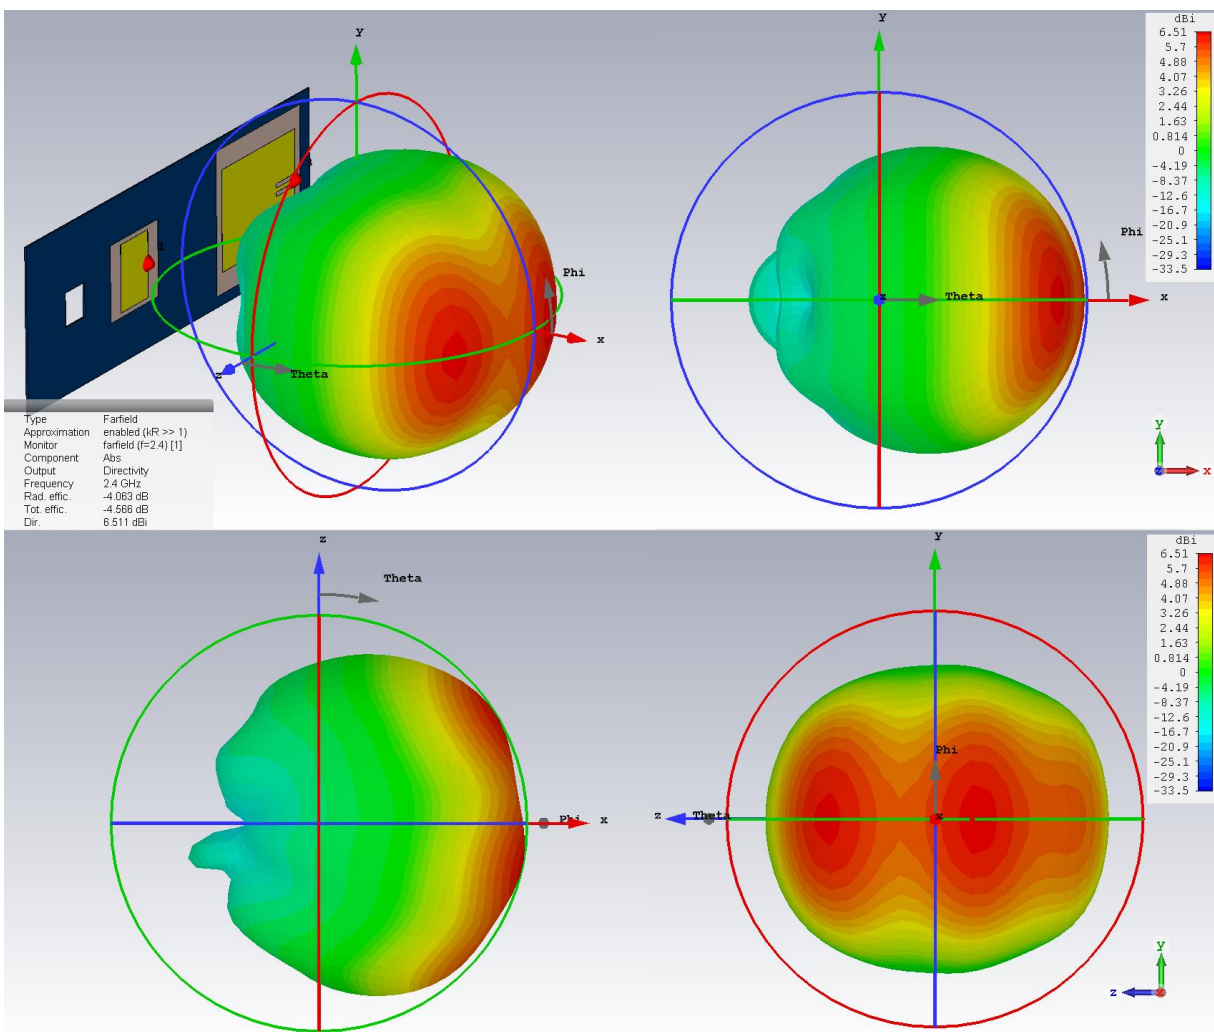 y
Phi
x
z
Theta
1
Type Farfield
Approximation enabled (kR >> 1)
Monitor farfield (f=2.4) [1]
Component Abs
Output Directivity
Frequency 2.4 GHz
Rad. effic. -4.063 dB
Tot. effic. -4.566 dB
Dir. 6.511 dBi
y
Phi
z
Theta
x
dBi
6.51
5.7
4.88
4.07
3.26
2.44
1.63
0.814
0
-4.19
-8.37
-12.6
-16.7
-20.9
-25.1
-29.3
-33.5
y
z
x
z
Theta
Phi
x
y
Phi
z
Theta
x
dBi
6.51
5.7
4.88
4.07
3.26
2.44
1.63
0.814
0
-4.19
-8.37
-12.6
-16.7
-20.9
-25.1
-29.3
-33.5
y
z
x